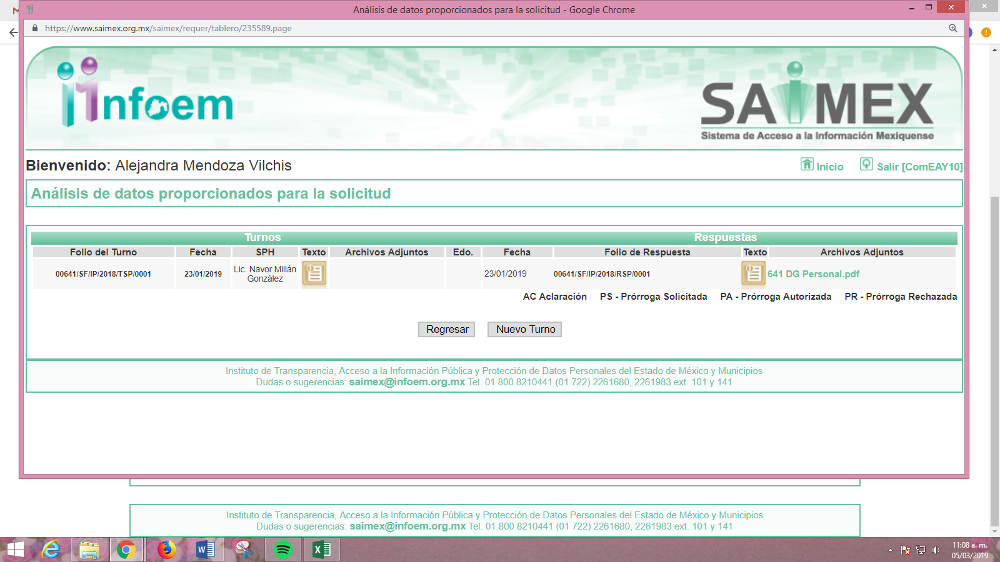 Análisis de datos proporcionados para la solicitud - Google Chrome
https://www.saimex.org.mx/saimex/requer/tablero/235589.page
infoem
SAIMEX
Sistema de Acceso a la Información Mexiquense
Bienvenido: Alejandra Mendoza Vilchis
Inicio Salir [ComEAY10]
Análisis de datos proporcionados para la solicitud
Turnos Respuestas
Folio del Turno Fecha SPH Texto Archivos Adjuntos Edo. Fecha Folio de Respuesta Texto Archivos Adjuntos
00641/SF/IP/2018/TSP/0001 23/01/2019 Lic. Navor Millán González 23/01/2019 00641/SF/IP/2018/RSP/0001 641 DG Personal.pdf
AC Aclaración PS - Prórroga Solicitada PA - Prórroga Autorizada PR - Prórroga Rechazada
Regresar Nuevo Turno
Instituto de Transparencia, Acceso a la Información Pública y Protección de Datos Personales del Estado de México y Municipios
Dudas o sugerencias: saimex@infoem.org.mx Tel. 01 800 8210441 (01 722) 2261680, 2261983 ext. 101 y 141
Instituto de Transparencia, Acceso a la Información Pública y Protección de Datos Personales del Estado de México y Municipios
Dudas o sugerencias: saimex@infoem.org.mx Tel. 01 800 8210441 (01 722) 2261680, 2261983 ext. 101 y 141
11:08 a. m.
05/03/2019